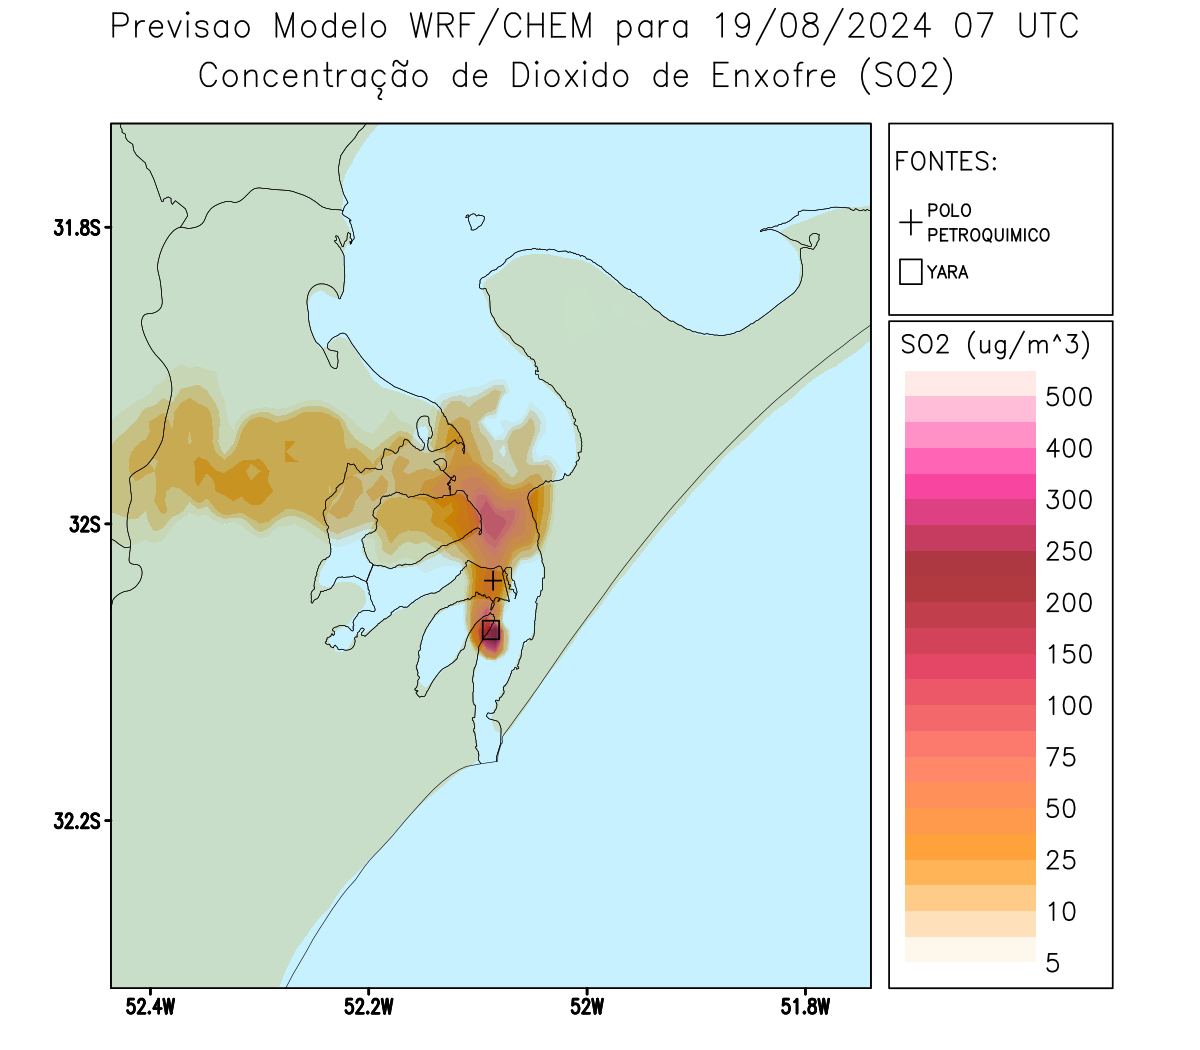 Previsao Modelo WRF/CHEM para 19/08/2024 07 UTC
Concentração de Dioxido de Enxofre (SO2)
FONTES:
POLO
PETROQUIMICO
YARA
31.8S
32S
32.2S
52.4W
52.2W
52W
51.8W
SO2 (ug/m^3)
500
400
300
250
200
150
100
75
50
25
10
5